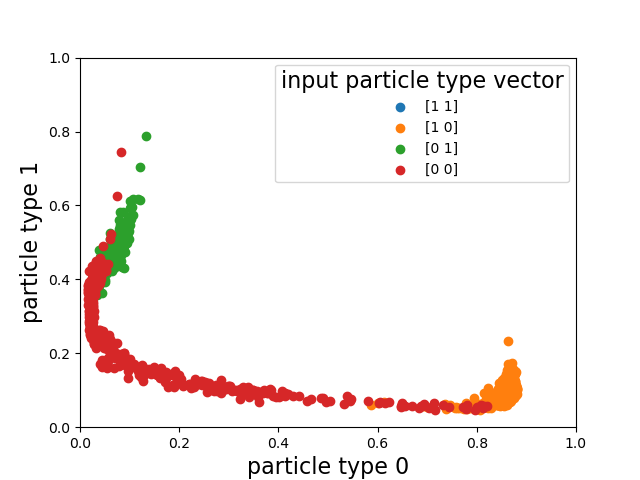 input particle type vector
[1 1]
[1 0]
[0 1]
[0 0]
1.0
0.8
0.6
0.4
0.2
0.0
particle type 1
0.0 0.2 0.4 0.6 0.8 1.0
particle type 0